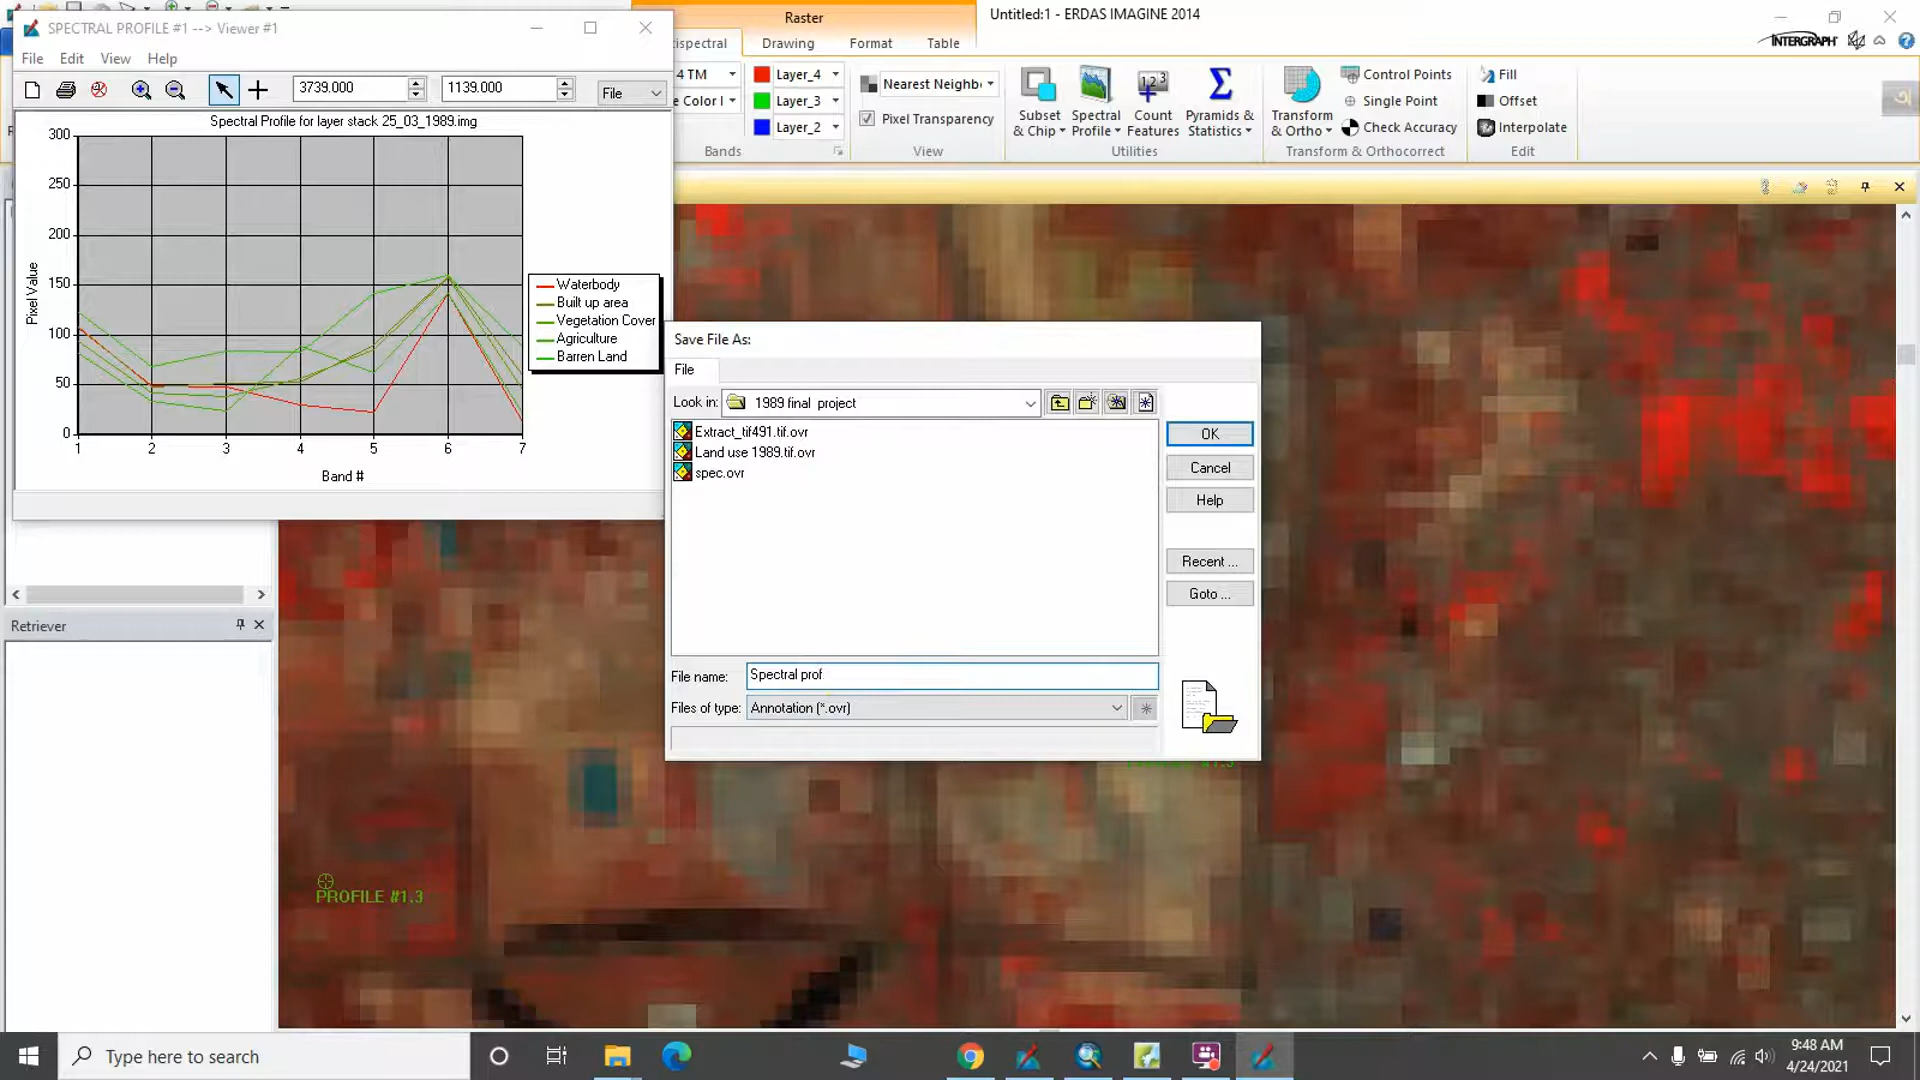 SPECTRAL PROFILE #1 --> Viewer #1
File Edit View Help
3739.000
1139.000
File
Spectral Profile for layer stack 25_03_1989.img
300
250
200
150
100
50
0
1 2 3 4 5 6 7
Pixel Value
Band #
Waterbody
Built up area
Vegetation Cover
Agriculture
Barren Land
Raster
Untitled:1 - ERDAS IMAGINE 2014
INTERGRAPH
Drawing
Format
Table
4 TM
e Color I
Layer_4
Layer_3
Layer_2
Bands
Nearest Neighb
Pixel Transparency
View
Subset & Chip
Spectral Profile
Count Features
Pyramids & Statistics
Utilities
Transform & Ortho
Control Points
Single Point
Check Accuracy
Transform & Orthocorrect
Fill
Offset
Interpolate
Edit
Save File As:
File
Look in: 1989 final project
Extract_tif491.tif.ovr
Land use 1989.tif.ovr
spec.ovr
OK
Cancel
Help
Recent ...
Goto ...
File name: Spectral prof
Files of type: Annotation (*.ovr)
Retriever
PROFILE #1.3
Type here to search
9:48 AM
4/24/2021